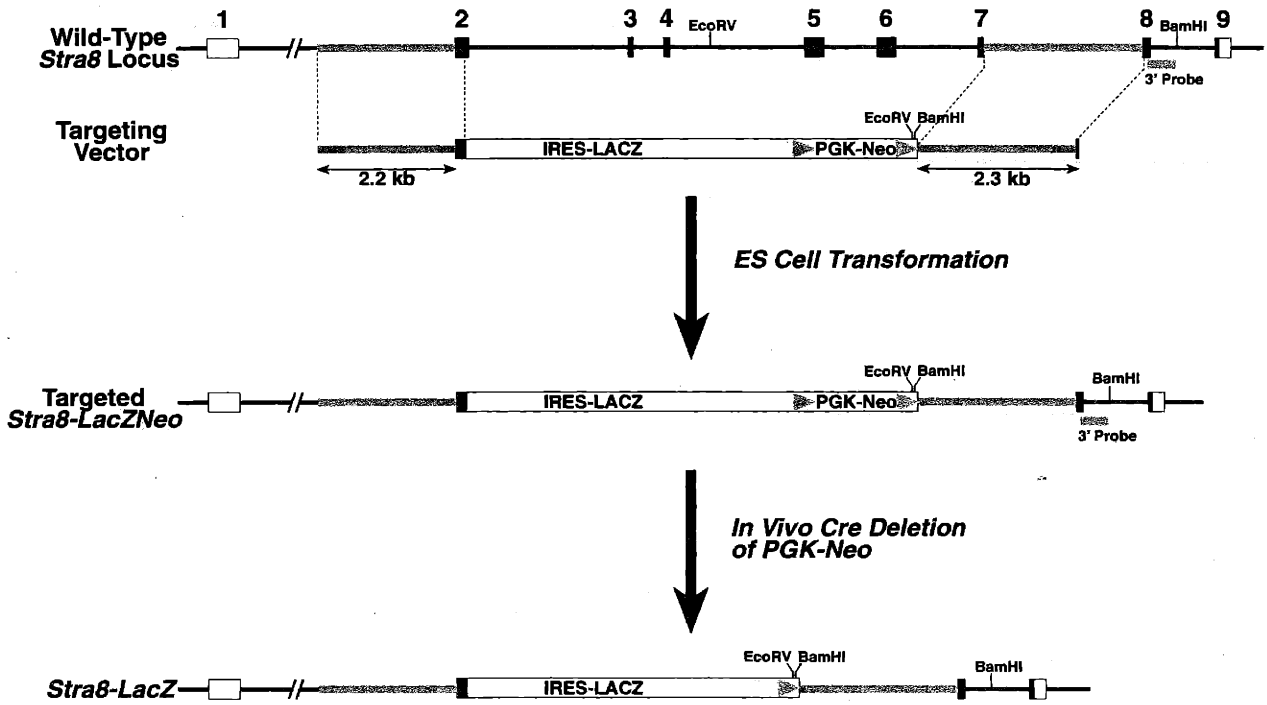 1 2 3 4 5 6 7 8 9
EcoRV BamHI
Wild-Type
Stra8 Locus
3' Probe
EcoRV BamHI
Targeting
Vector
IRES-LACZ PGK-Neo
2.2 kb 2.3 kb
ES Cell Transformation
EcoRV BamHI BamHI
Targeted
Stra8-LacZNeo
IRES-LACZ PGK-Neo
3' Probe
In Vivo Cre Deletion
of PGK-Neo
EcoRV BamHI BamHI
Stra8-LacZ IRES-LACZ